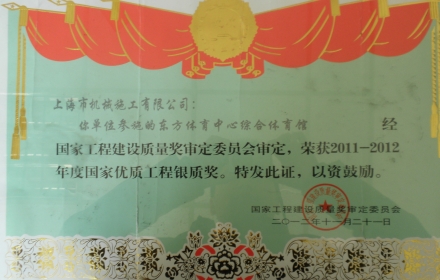 上海市机械施工有限公司：
你单位参施的东方体育中心综合体育馆 经
国家工程建设质量奖审定委员会审定，荣获2011-2012
年度国家优质工程银质奖。特发此证，以资鼓励。
国家工程建设质量奖审定委员会
二〇一二年十一月二十一日